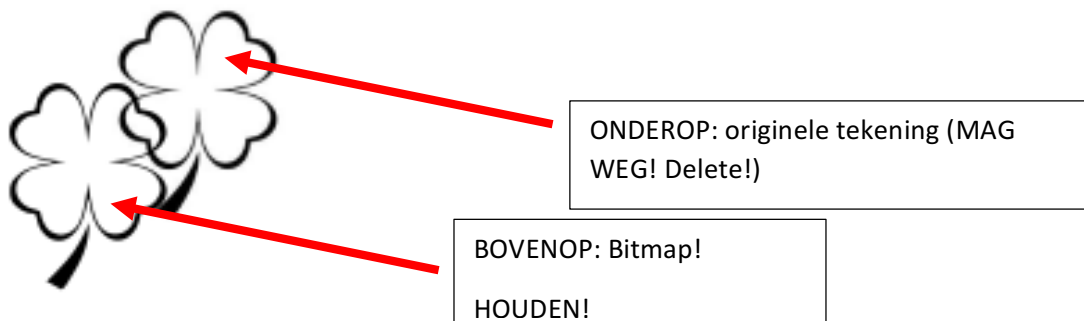 ONDEROP: originele tekening (MAG
WEG! Delete!)
BOVENOP: Bitmap!
HOUDEN!